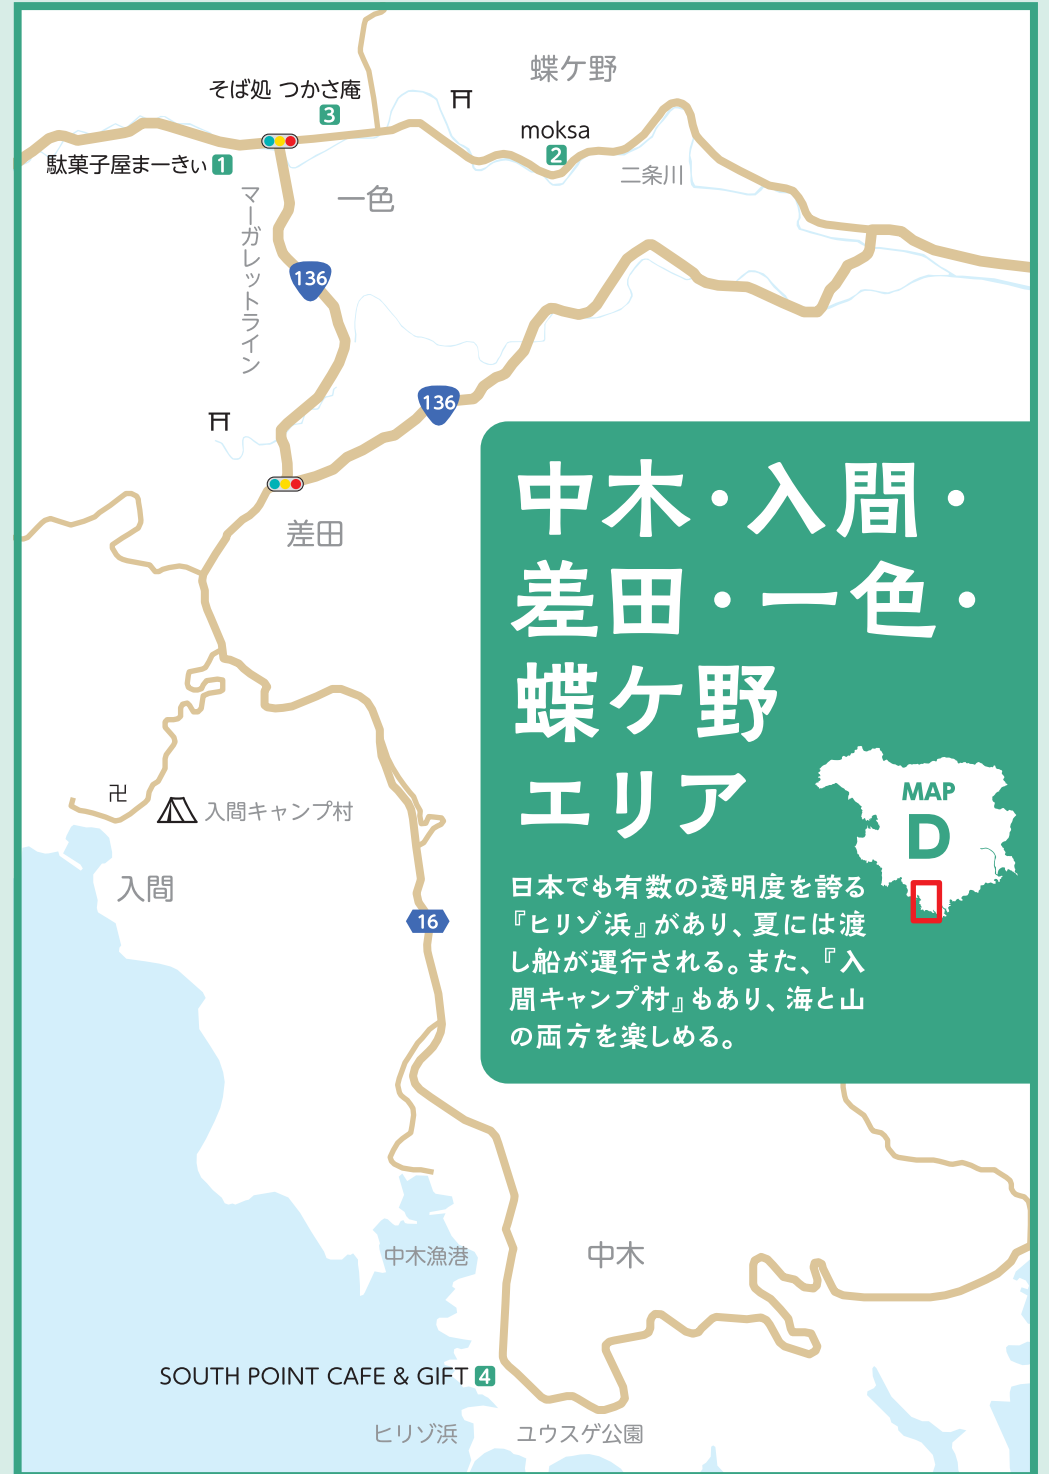 蝶ケ野
そば処 つかさ庵
3
moksa
2
駄菓子屋まーきぃ 1
二条川
一色
マーガレットライン
136
136
差田
中木・入間・
差田・一色・
蝶ケ野
エリア
MAP
D
日本でも有数の透明度を誇る
『ヒリゾ浜』があり、夏には渡
し船が運行される。また、『入
間キャンプ村』もあり、海と山
の両方を楽しめる。
卍
入間キャンプ村
入間
16
中木漁港
中木
SOUTH POINT CAFE & GIFT 4
ヒリゾ浜
ユウスゲ公園